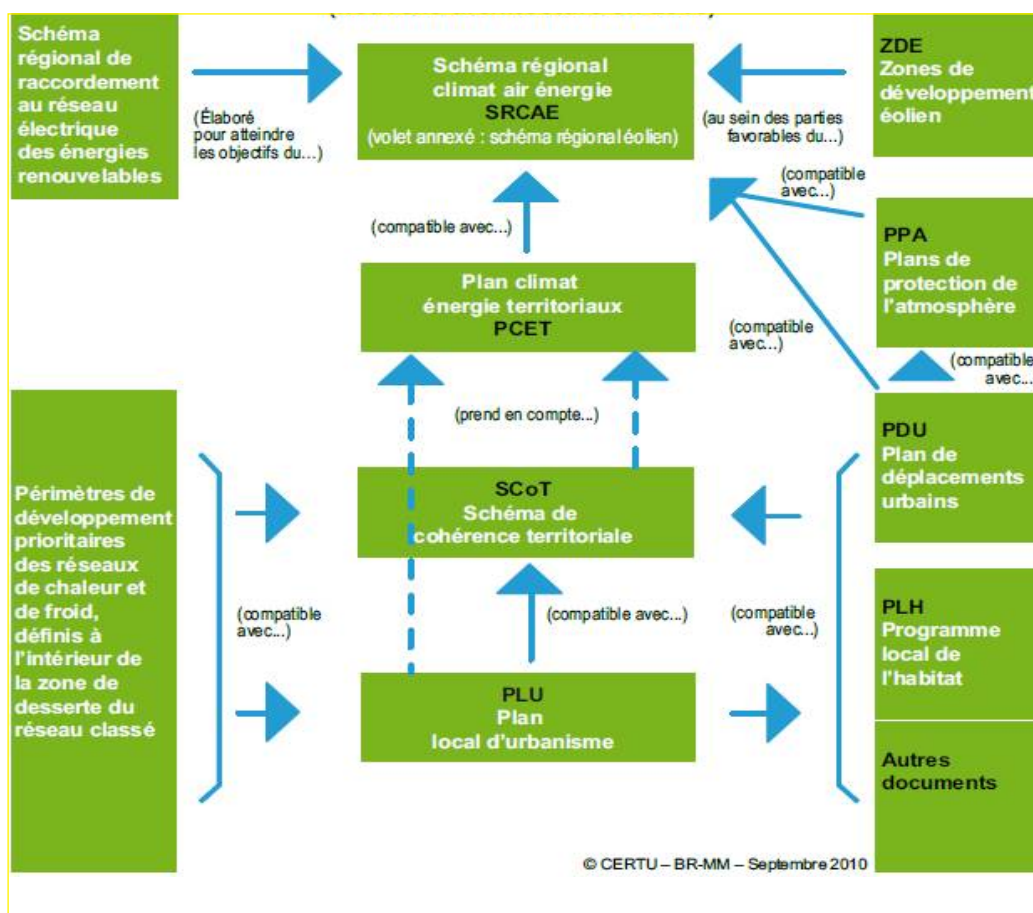 Schéma
régional de
raccordement
au réseau
électrique
des énergies
renouvelables
(Élaboré
pour atteindre
les objectifs du...)
Schéma régional
climat air énergie
SRCAE
(volet annexé : schéma régional éolien)
(au sein des parties
favorables du...)
ZDE
Zones de
développement
éolien
(compatible
avec...)
(compatible avec...)
PPA
Plans de
protection de
l'atmosphère
Plan climat
énergie territoriaux
PCET
(compatible
avec...)
(compatible
avec...
(prend en compte...)
PDU
Plan de
déplacements
urbains
Périmètres de
développement
prioritaires
des réseaux
de chaleur et
de froid,
définis à
l'intérieur de
la zone de
desserte du
réseau classé
SCoT
Schéma de
cohérence territoriale
(compatible
avec...)
(compatible avec...)
(compatible
avec...)
PLH
Programme
local de
l'habitat
PLU
Plan
local d'urbanisme
Autres
documents
© CERTU – BR-MM – Septembre 2010